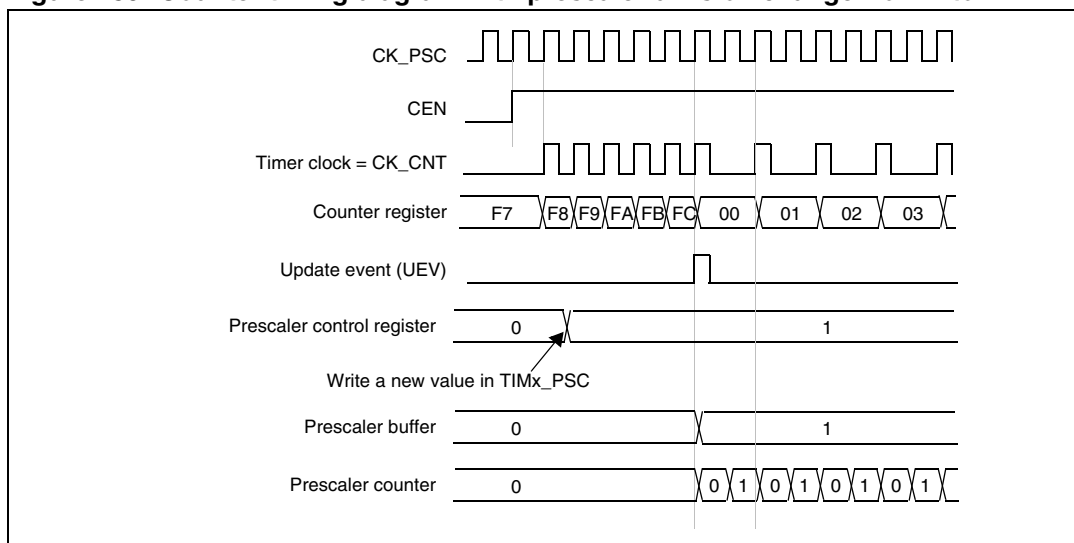 CK_PSC
CEN
Timer clock = CK_CNT
Counter register F7 F8 F9 FA FB FC 00 01 02 03
Update event (UEV)
Prescaler control register 0 1
Write a new value in TIMx_PSC
Prescaler buffer 0 1
Prescaler counter 0 0 1 0 1 0 1 0 1